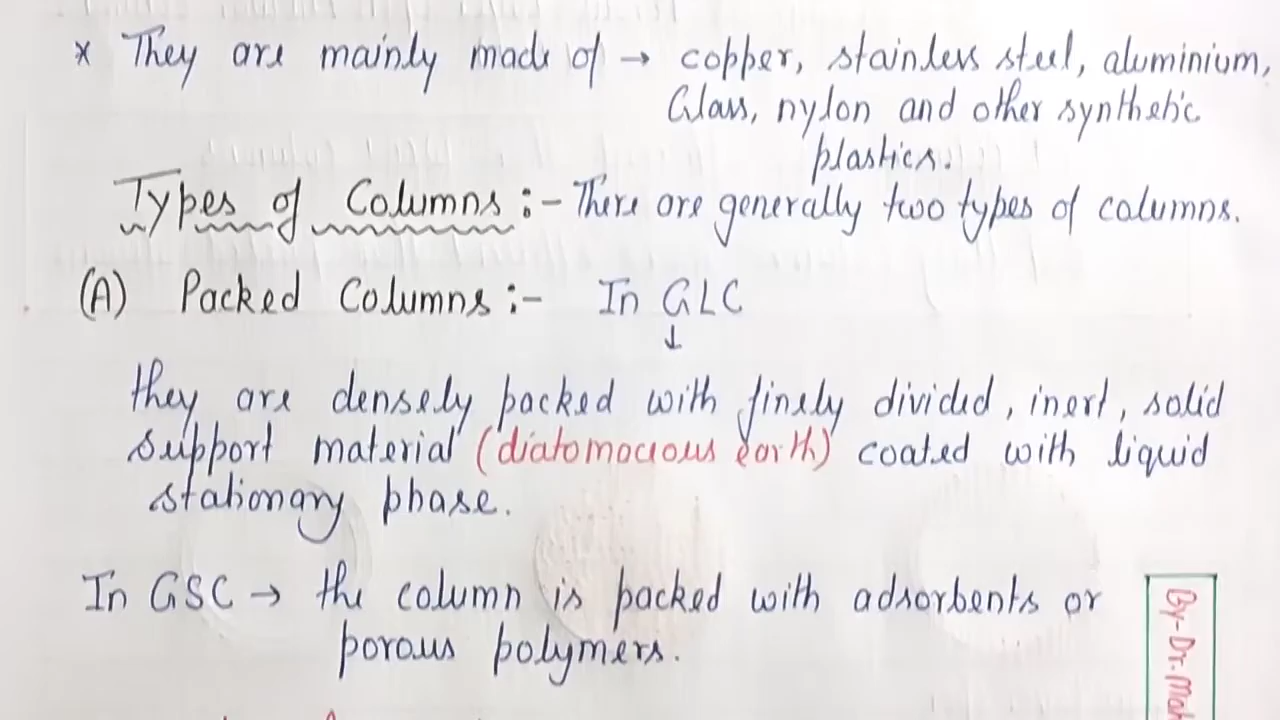 * They are mainly made of → copper, stainless steel, aluminium,
Glass, nylon and other synthetic
plastics.
Types of Columns :- There are generally two types of columns.
(A) Packed Columns :- In GLC
↓
they are densely packed with finely divided, inert, solid
support material (diatomocious earth) coated with liquid
stationary phase.
In GSC → the column is packed with adsorbents or
porous polymers.
By- Dr.